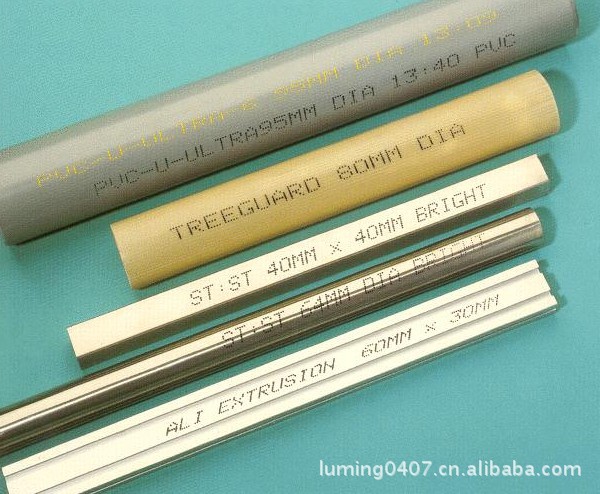 PVC-U-ULTRA 95MM DIA 13:09
PVC-U-ULTRA95MM DIA 13:40 PVC
TREEGUARD 80MM DIA
ST:ST 40MM x 40MM BRIGHT
ST:ST 64MM DIA BRIGHT
ALI EXTRUSION 60MM x 30MM
luming0407.cn.alibaba.com